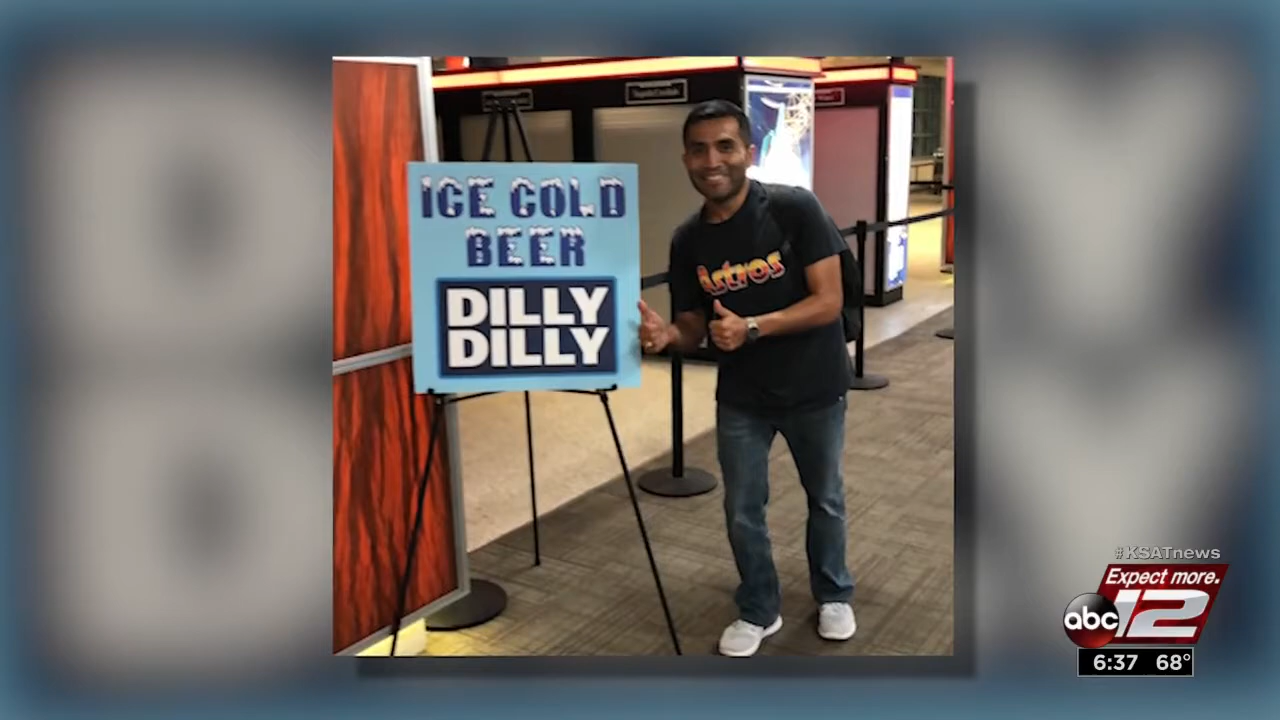 ICE COLD
BEER
DILLY
DILLY
Astros
#KSATnews
Expect more.
abc 12
6:37 68°